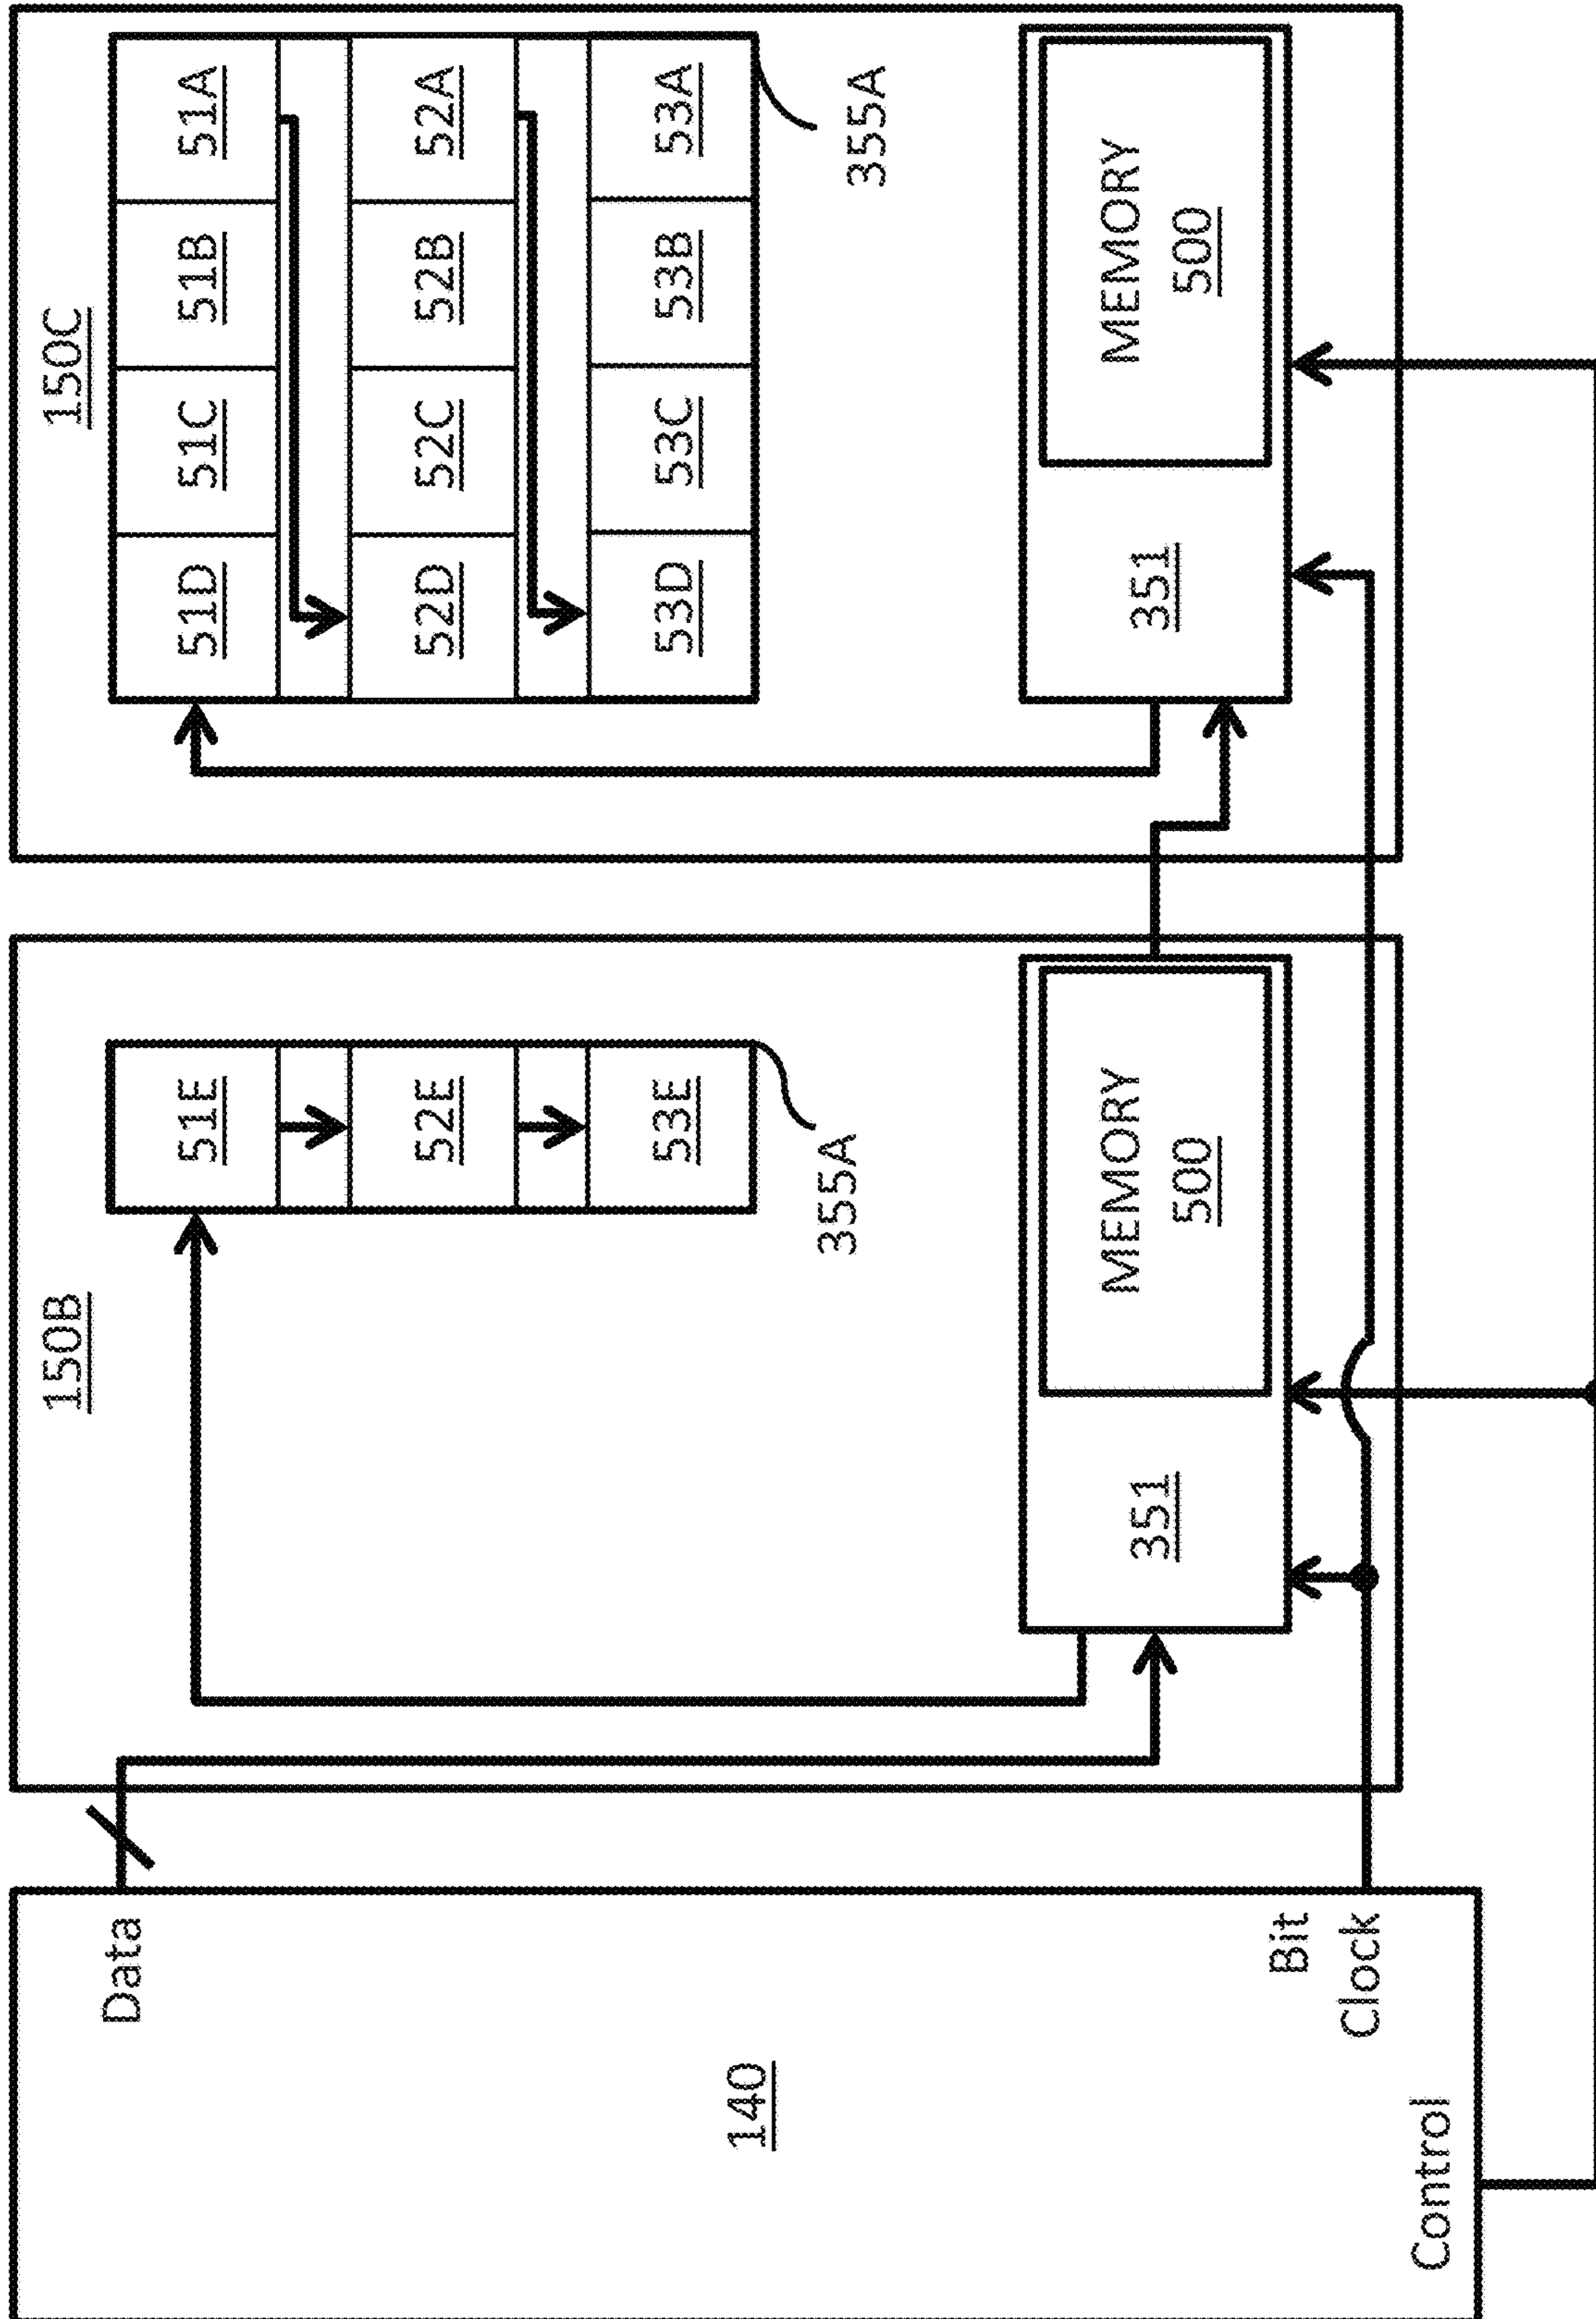 140
Data
Bit
Clock
Control
150B
51E
52E
53E
355A
351
MEMORY
500
150C
51D 51C 51B 51A
52D 52C 52B 52A
53D 53C 53B 53A
355A
351
MEMORY
500